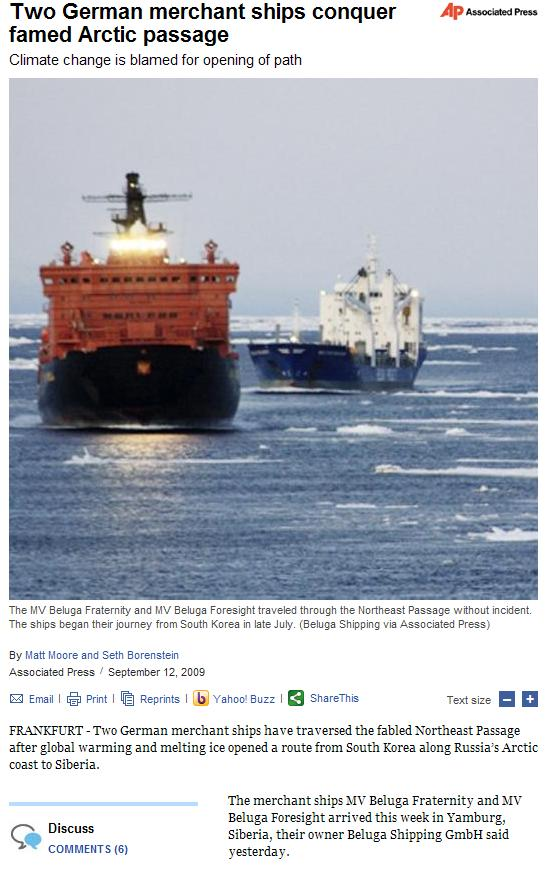 Two German merchant ships conquer
famed Arctic passage
AP Associated Press
Climate change is blamed for opening of path
The MV Beluga Fraternity and MV Beluga Foresight traveled through the Northeast Passage without incident.
The ships began their journey from South Korea in late July. (Beluga Shipping via Associated Press)
By Matt Moore and Seth Borenstein
Associated Press / September 12, 2009
Email | Print | Reprints | Yahoo! Buzz | ShareThis
Text size – +
FRANKFURT - Two German merchant ships have traversed the fabled Northeast Passage
after global warming and melting ice opened a route from South Korea along Russia’s Arctic
coast to Siberia.
Discuss
COMMENTS (6)
The merchant ships MV Beluga Fraternity and MV
Beluga Foresight arrived this week in Yamburg,
Siberia, their owner Beluga Shipping GmbH said
yesterday.